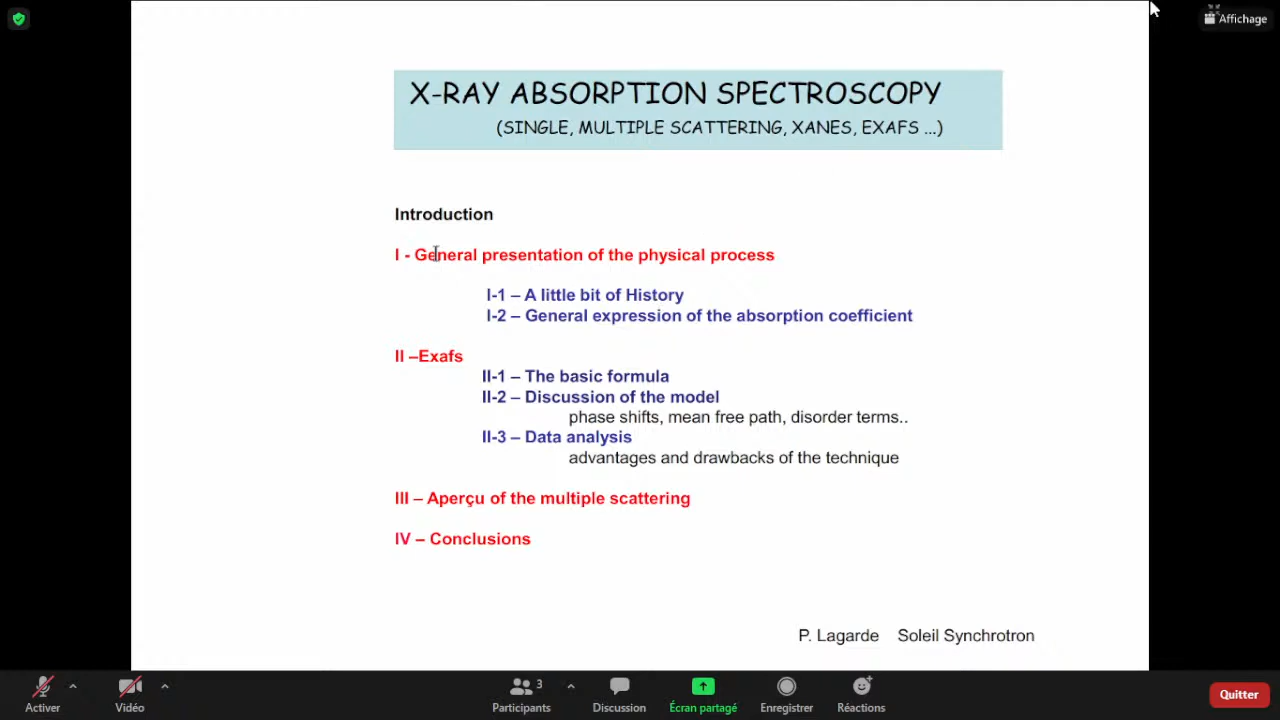 Affichage
X-RAY ABSORPTION SPECTROSCOPY
(SINGLE, MULTIPLE SCATTERING, XANES, EXAFS ...)
Introduction
I - General presentation of the physical process
I-1 – A little bit of History
I-2 – General expression of the absorption coefficient
II –Exafs
II-1 – The basic formula
II-2 – Discussion of the model
phase shifts, mean free path, disorder terms..
II-3 – Data analysis
advantages and drawbacks of the technique
III – Aperçu of the multiple scattering
IV – Conclusions
P. Lagarde Soleil Synchrotron
3
Activer Vidéo Participants Discussion Écran partagé Enregistrer Réactions Quitter